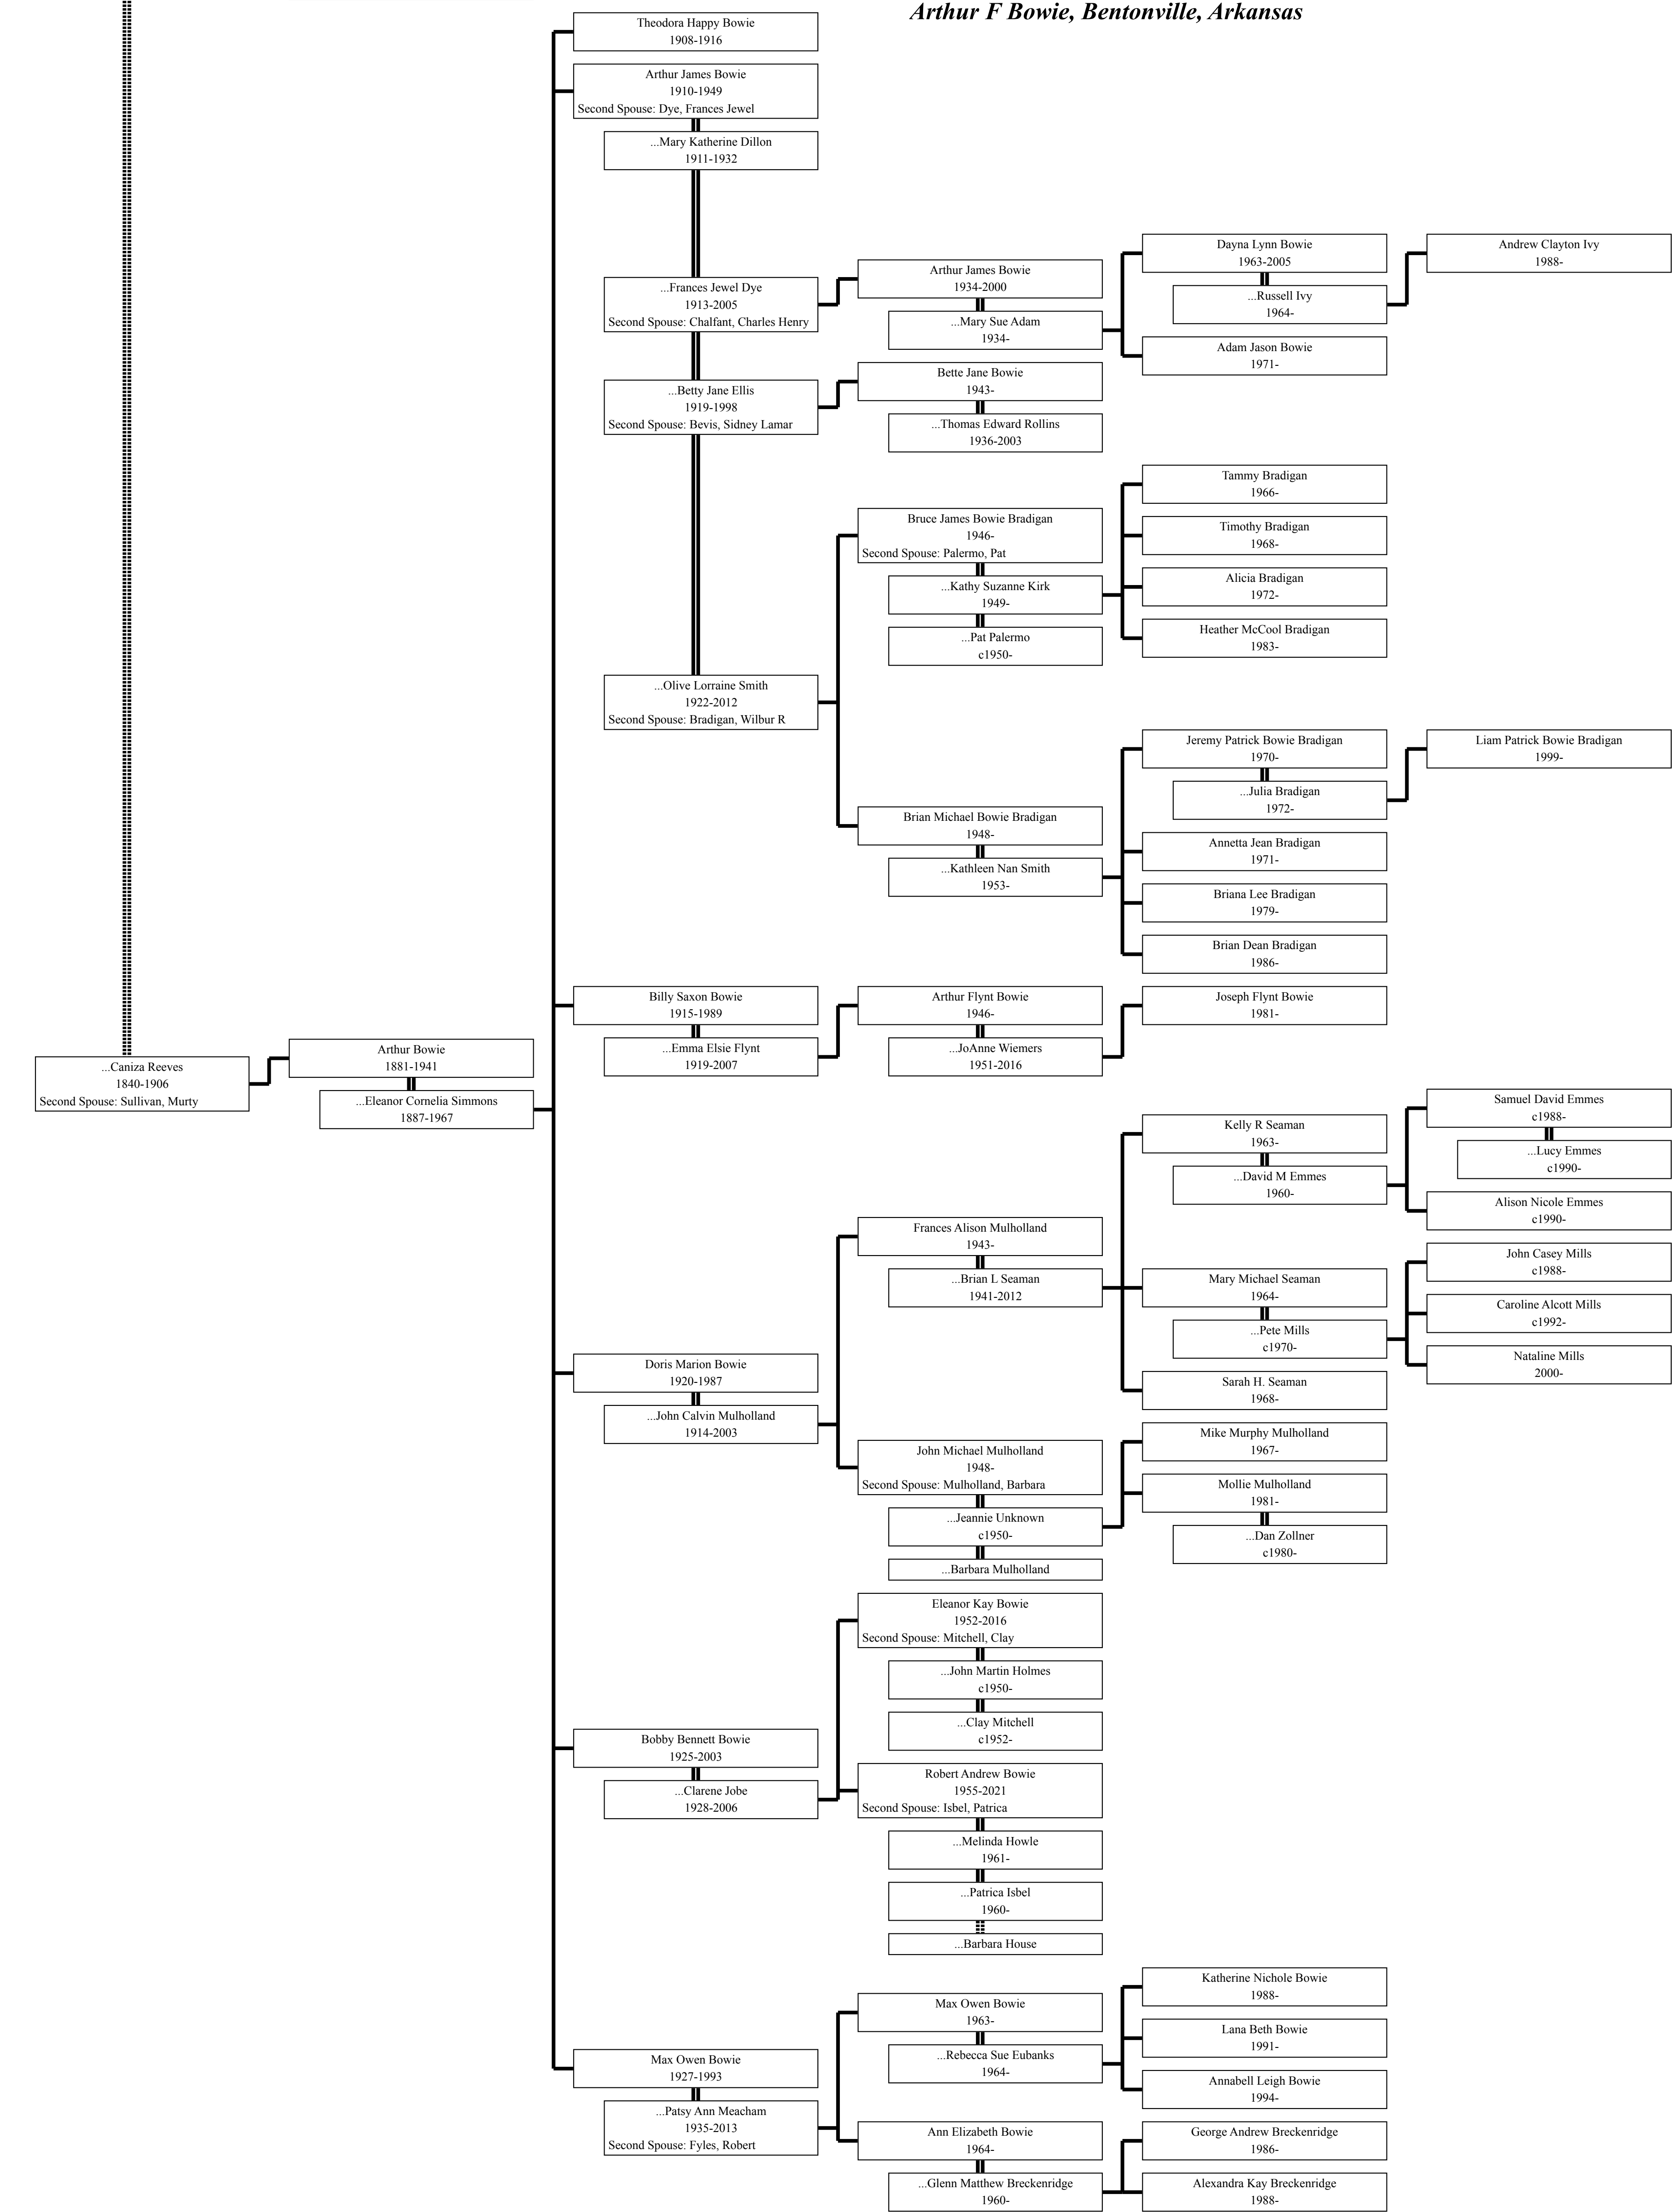 Arthur F Bowie, Bentonville, Arkansas
Theodora Happy Bowie
1908-1916
Arthur James Bowie
1910-1949
Second Spouse: Dye, Frances Jewel
...Mary Katherine Dillon
1911-1932
...Frances Jewel Dye
1913-2005
Second Spouse: Chalfant, Charles Henry
Arthur James Bowie
1934-2000
...Mary Sue Adam
1934-
Dayna Lynn Bowie
1963-2005
...Russell Ivy
1964-
Andrew Clayton Ivy
1988-
Adam Jason Bowie
1971-
...Betty Jane Ellis
1919-1998
Second Spouse: Bevis, Sidney Lamar
Bette Jane Bowie
1943-
...Thomas Edward Rollins
1936-2003
...Olive Lorraine Smith
1922-2012
Second Spouse: Bradigan, Wilbur R
Bruce James Bowie Bradigan
1946-
Second Spouse: Palermo, Pat
...Kathy Suzanne Kirk
1949-
...Pat Palermo
c1950-
Tammy Bradigan
1966-
Timothy Bradigan
1968-
Alicia Bradigan
1972-
Heather McCool Bradigan
1983-
Brian Michael Bowie Bradigan
1948-
...Kathleen Nan Smith
1953-
Jeremy Patrick Bowie Bradigan
1970-
...Julia Bradigan
1972-
Liam Patrick Bowie Bradigan
1999-
Annetta Jean Bradigan
1971-
Briana Lee Bradigan
1979-
Brian Dean Bradigan
1986-
Billy Saxon Bowie
1915-1989
...Emma Elsie Flynt
1919-2007
Arthur Flynt Bowie
1946-
...JoAnne Wiemers
1951-2016
Joseph Flynt Bowie
1981-
...Caniza Reeves
1840-1906
Second Spouse: Sullivan, Murty
Arthur Bowie
1881-1941
...Eleanor Cornelia Simmons
1887-1967
Doris Marion Bowie
1920-1987
...John Calvin Mulholland
1914-2003
Frances Alison Mulholland
1943-
...Brian L Seaman
1941-2012
Kelly R Seaman
1963-
...David M Emmes
1960-
Samuel David Emmes
c1988-
...Lucy Emmes
c1990-
Alison Nicole Emmes
c1990-
Mary Michael Seaman
1964-
...Pete Mills
c1970-
John Casey Mills
c1988-
Caroline Alcott Mills
c1992-
Nataline Mills
2000-
Sarah H. Seaman
1968-
John Michael Mulholland
1948-
Second Spouse: Mulholland, Barbara
...Jeannie Unknown
c1950-
...Barbara Mulholland
Mike Murphy Mulholland
1967-
Mollie Mulholland
1981-
...Dan Zollner
c1980-
Bobby Bennett Bowie
1925-2003
...Clarene Jobe
1928-2006
Eleanor Kay Bowie
1952-2016
Second Spouse: Mitchell, Clay
...John Martin Holmes
c1950-
...Clay Mitchell
c1952-
Robert Andrew Bowie
1955-2021
Second Spouse: Isbel, Patrica
...Melinda Howle
1961-
...Patrica Isbel
1960-
...Barbara House
Max Owen Bowie
1927-1993
...Patsy Ann Meacham
1935-2013
Second Spouse: Fyles, Robert
Max Owen Bowie
1963-
...Rebecca Sue Eubanks
1964-
Katherine Nichole Bowie
1988-
Lana Beth Bowie
1991-
Annabell Leigh Bowie
1994-
Ann Elizabeth Bowie
1964-
...Glenn Matthew Breckenridge
1960-
George Andrew Breckenridge
1986-
Alexandra Kay Breckenridge
1988-